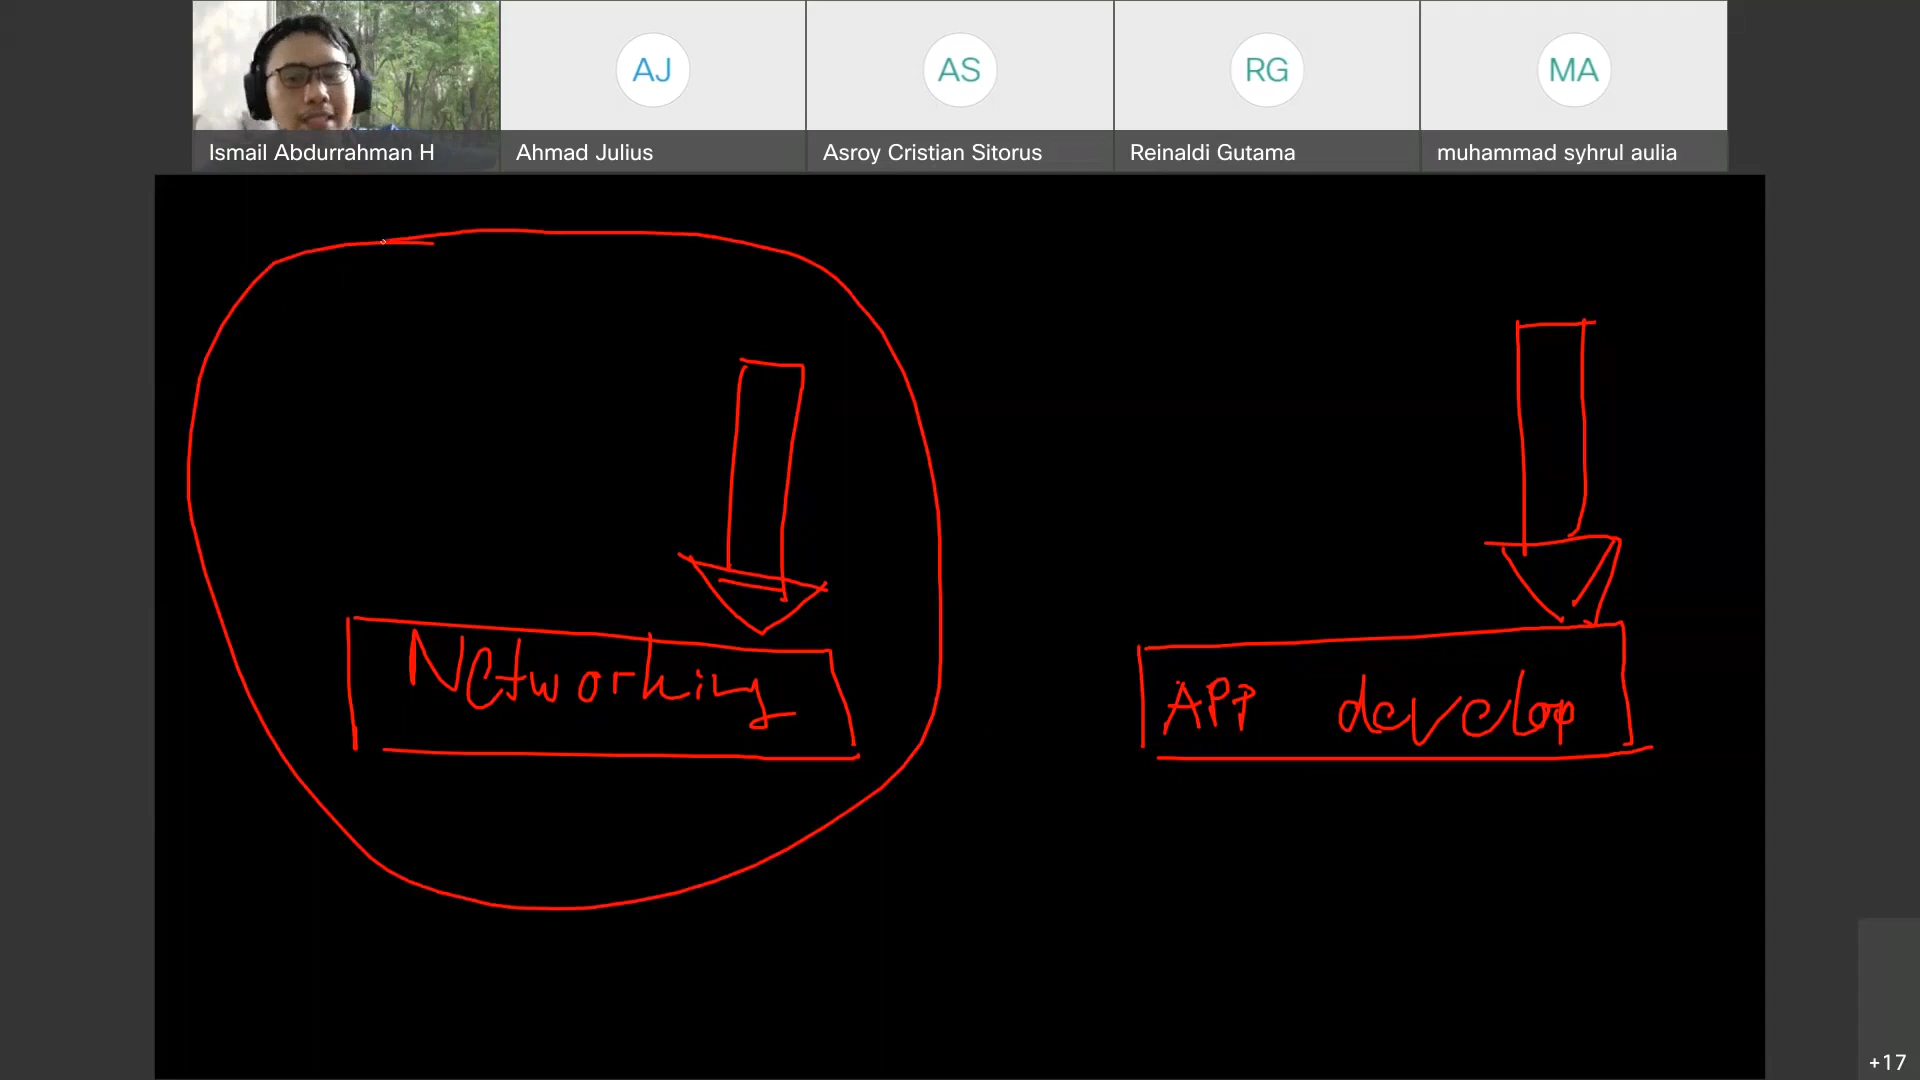 AJ
AS
RG
MA
Ismail Abdurrahman H
Ahmad Julius
Asroy Cristian Sitorus
Reinaldi Gutama
muhammad syhrul aulia
Networking
APP develop
+17